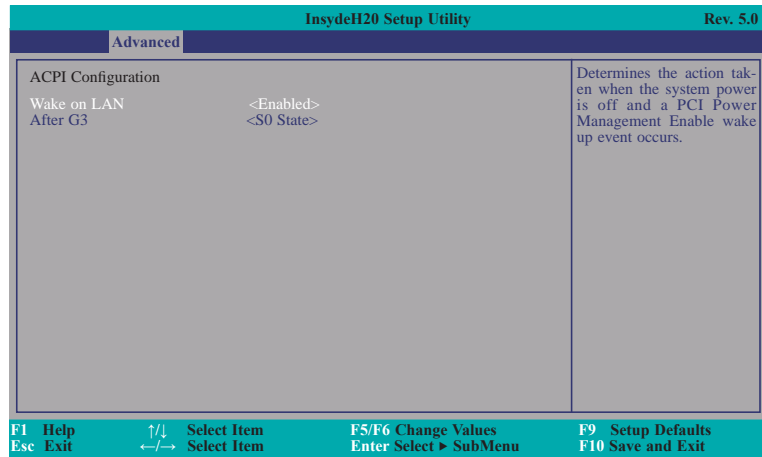 InsydeH20 Setup Utility Rev. 5.0
Advanced
ACPI Configuration
Wake on LAN <Enabled>
After G3 <S0 State>
Determines the action tak-
en when the system power
is off and a PCI Power
Management Enable wake
up event occurs.
F1 Help ↑/↓ Select Item F5/F6 Change Values F9 Setup Defaults
Esc Exit ←/→ Select Item Enter Select ► SubMenu F10 Save and Exit